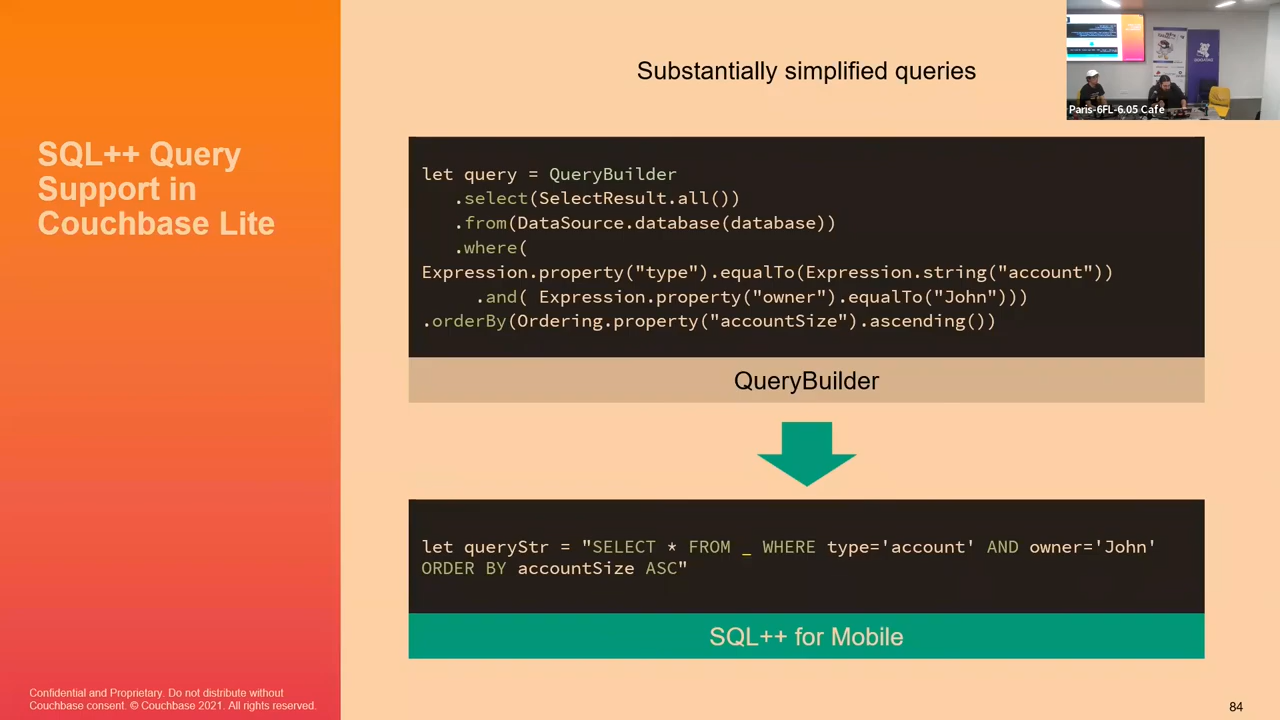 Substantially simplified queries
Paris-6FL-6.05 Cafe
SQL++ Query
Support in
Couchbase Lite
let query = QueryBuilder
.select(SelectResult.all())
.from(DataSource.database(database))
.where(
Expression.property("type").equalTo(Expression.string("account"))
.and( Expression.property("owner").equalTo("John")))
.orderBy(Ordering.property("accountSize").ascending())
QueryBuilder
let queryStr = "SELECT * FROM _ WHERE type='account' AND owner='John'
ORDER BY accountSize ASC"
SQL++ for Mobile
Confidential and Proprietary. Do not distribute without
Couchbase consent. © Couchbase 2021. All rights reserved.
84